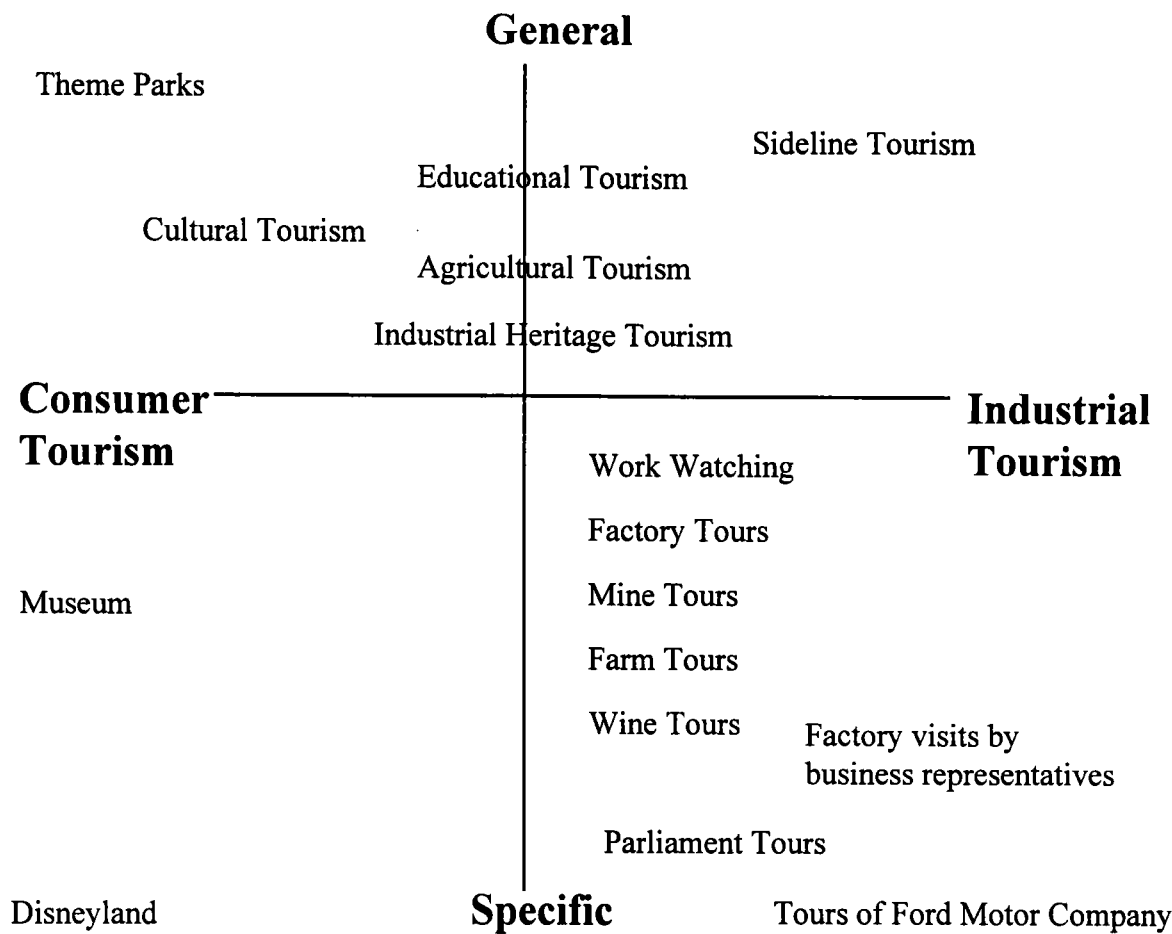 General
Theme Parks
Sideline Tourism
Educational Tourism
Cultural Tourism
Agricultural Tourism
Industrial Heritage Tourism
Consumer
Tourism
Industrial
Tourism
Work Watching
Factory Tours
Museum
Mine Tours
Farm Tours
Wine Tours
Factory visits by
business representatives
Parliament Tours
Disneyland
Specific
Tours of Ford Motor Company